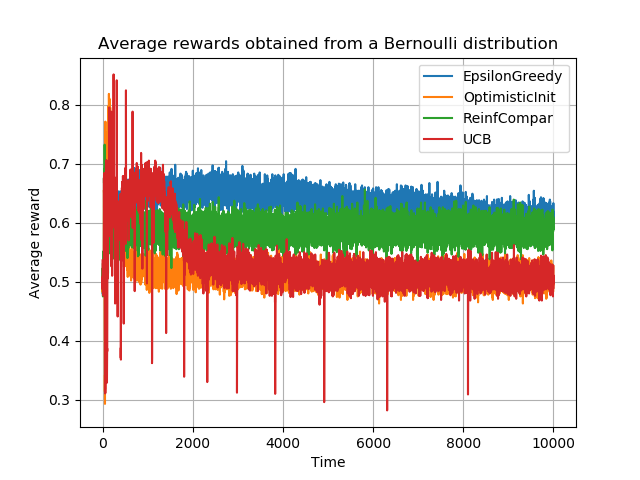 Average rewards obtained from a Bernoulli distribution
EpsilonGreedy
OptimisticInit
ReinfCompar
UCB
Average reward
0.8
0.7
0.6
0.5
0.4
0.3
0 2000 4000 6000 8000 10000
Time